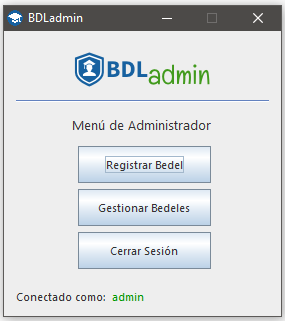 BDLadmin
BDLadmin
Menú de Administrador
Registrar Bedel
Gestionar Bedeles
Cerrar Sesión
Conectado como: admin